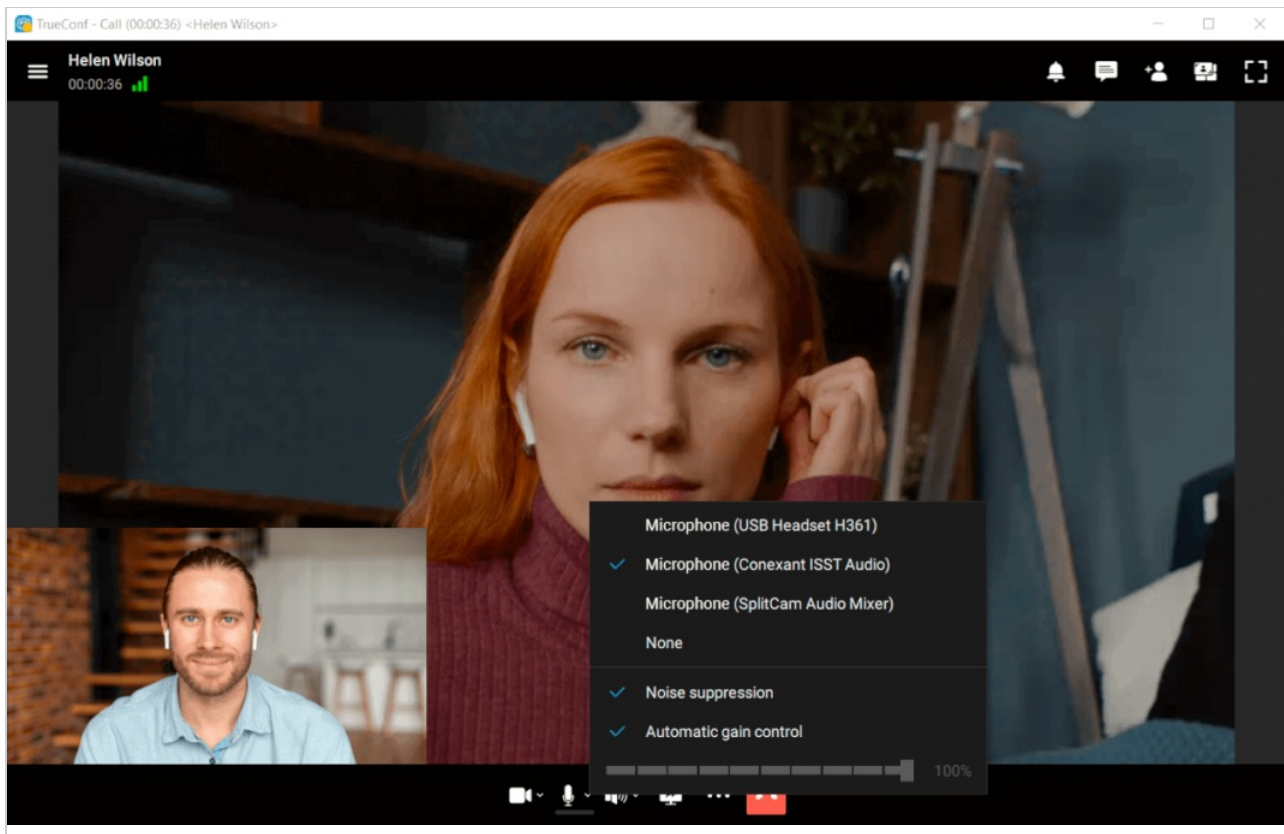 TrueConf - Call (00:00:36) <Helen Wilson>
Helen Wilson
00:00:36
Microphone (USB Headset H361)
Microphone (Conexant ISST Audio)
Microphone (SplitCam Audio Mixer)
None
Noise suppression
Automatic gain control
100%